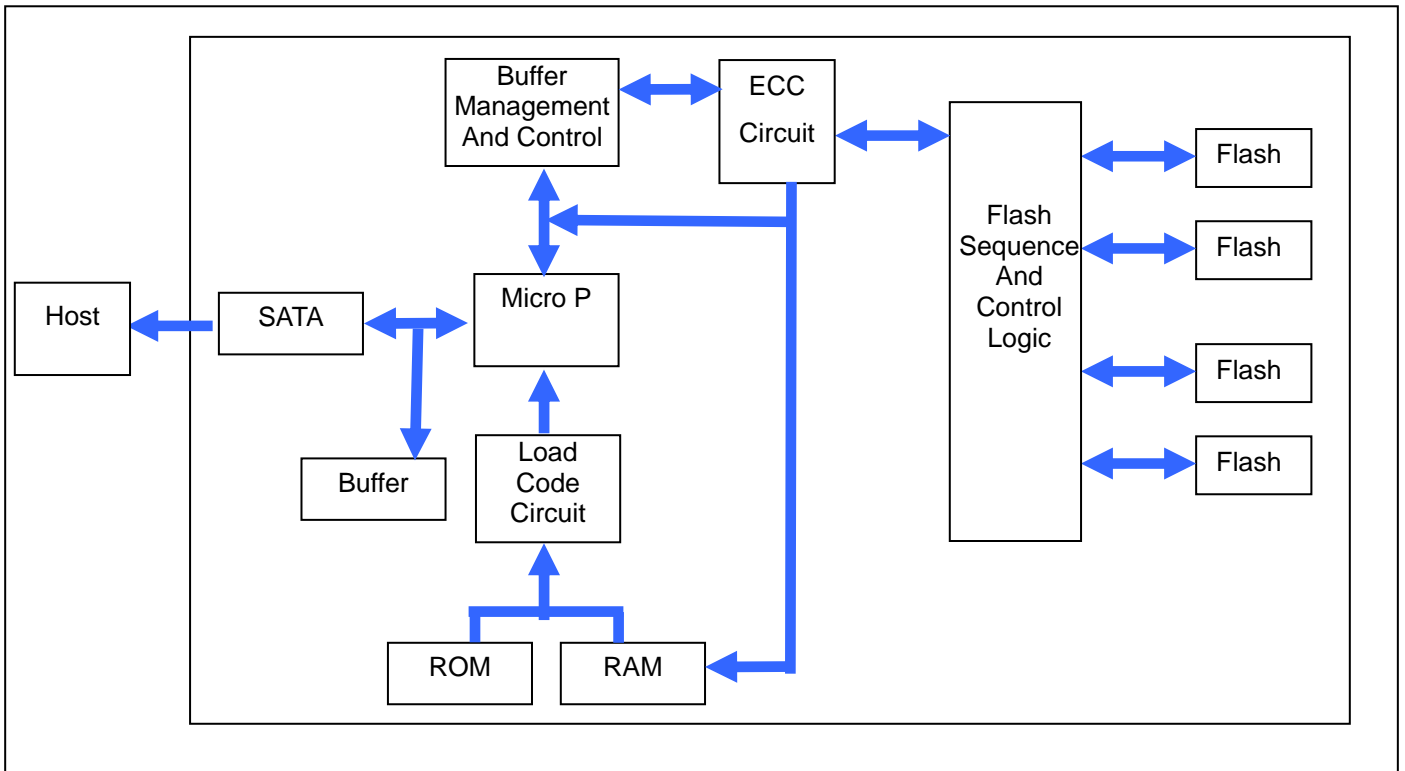 Buffer
Management
And Control
ECC
Circuit
Flash
Flash
Sequence
And
Control
Logic
Flash
Host
SATA
Micro P
Flash
Buffer
Load
Code
Circuit
Flash
ROM
RAM